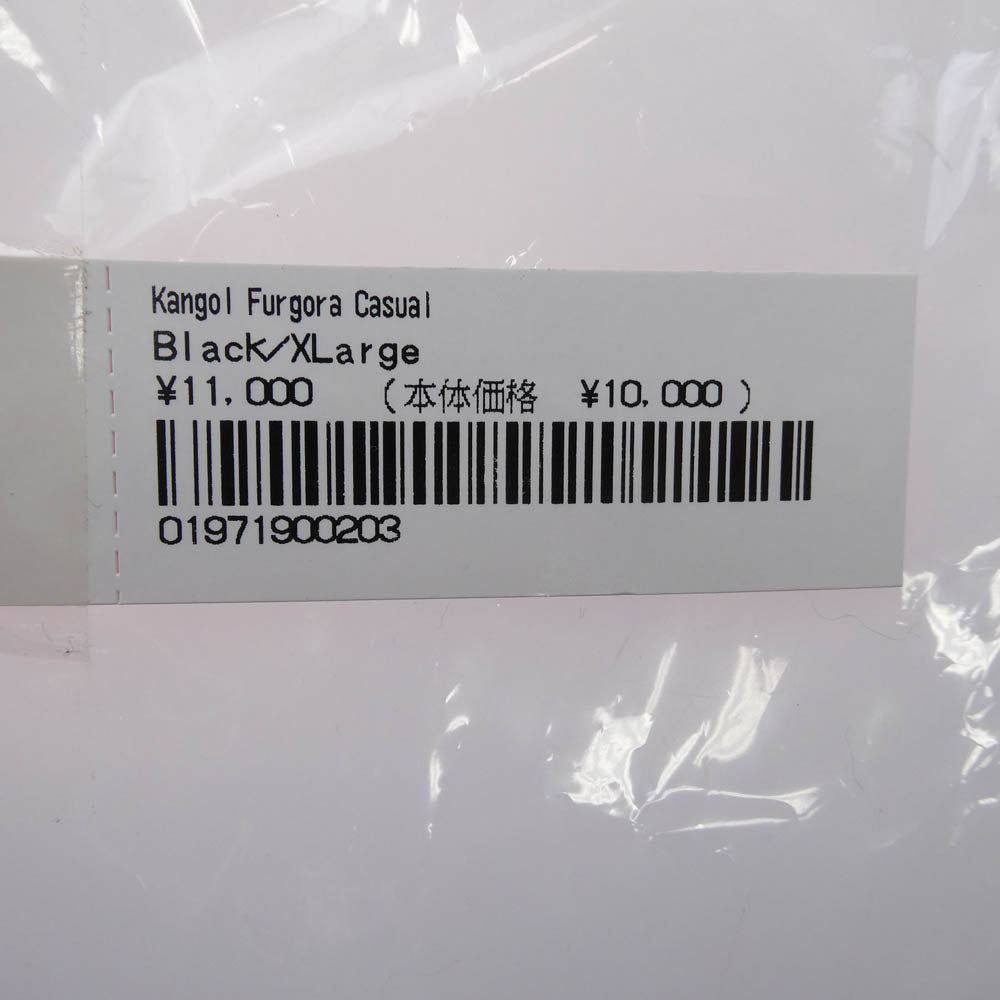 Kangol Furgora Casual
Black/XLarge
¥11,000 (本体価格 ¥10,000)
01971900203